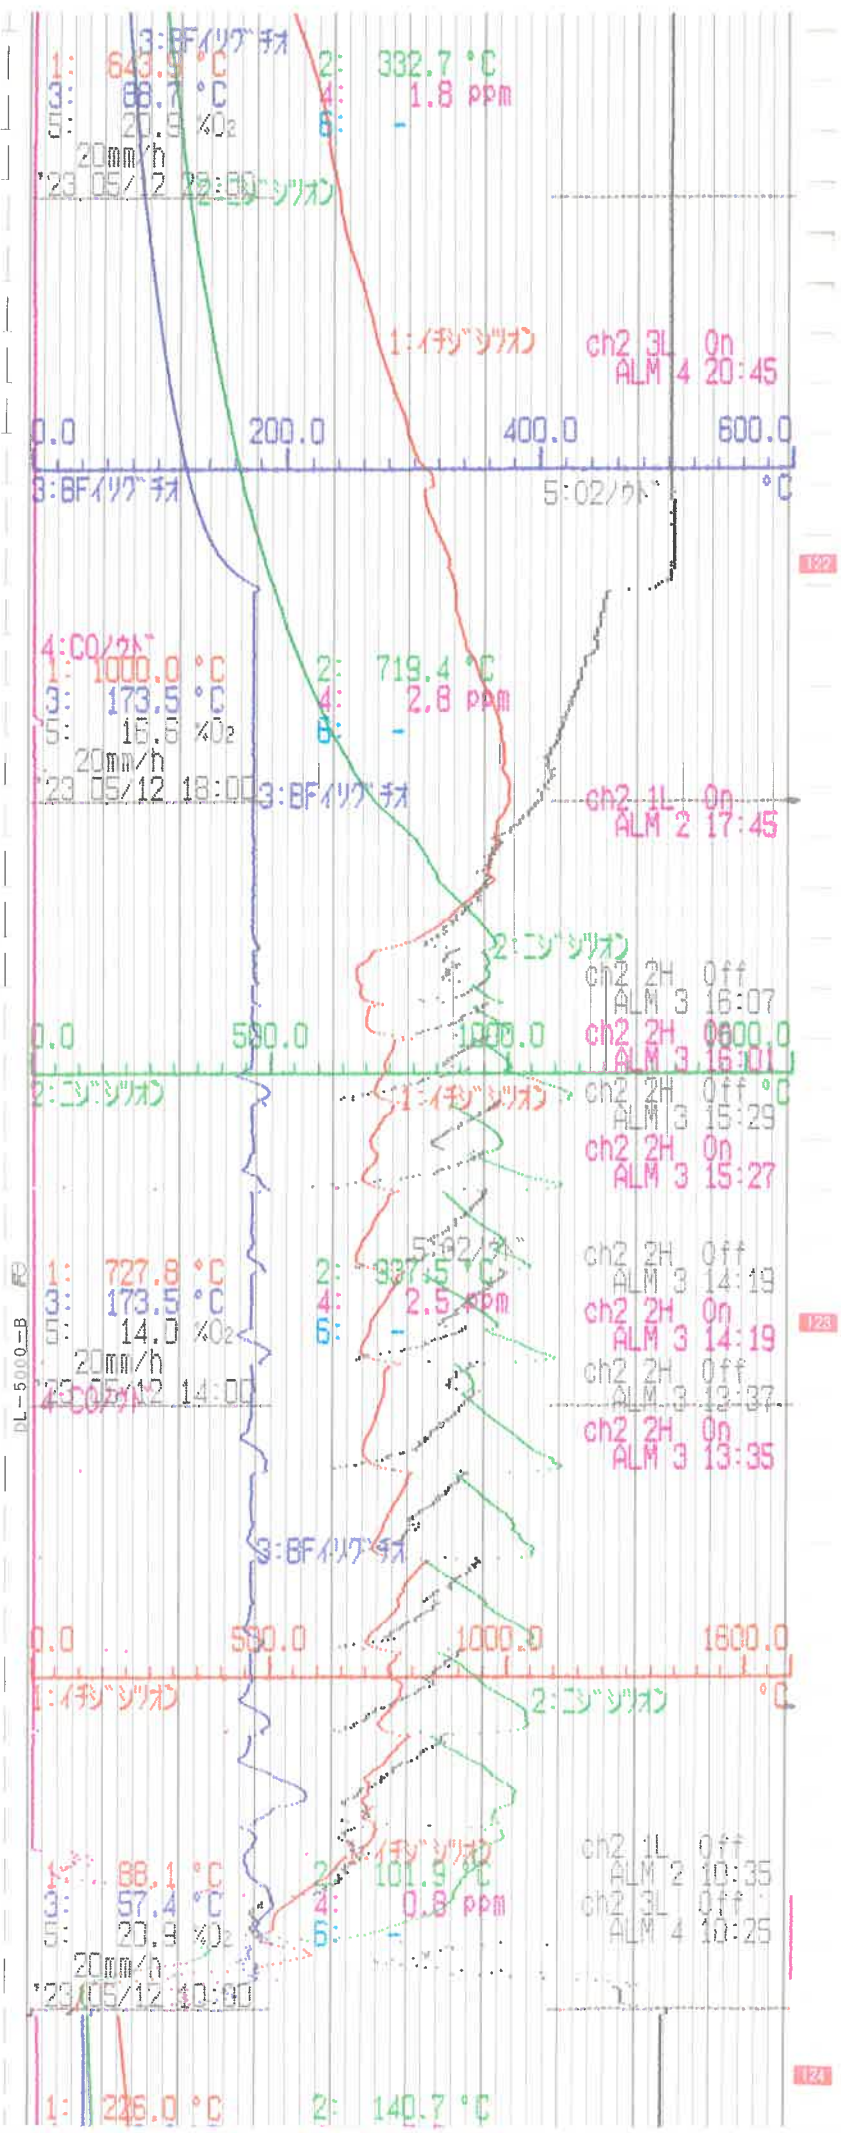 3:BFイリグチオ
1: 643.9 °C 2: 332.7 °C
3: 88.7 °C 4: 1.8 ppm
5: 20.9 %O₂ 6: -
20mm/h
'23 05/12 22:00
2:ニジシツオン
1:イチジシツオン
ch2 3L On
ALM 4 20:45
0.0 200.0 400.0 600.0
3:BFイリグチオ 5:O2ノウド °C
122
4:COノウド
1: 1000.0 °C 2: 719.4 °C
3: 173.5 °C 4: 2.8 ppm
5: %O₂ 6: -
20mm/h
'23 05/12 18:00
3:BFイリグチオ
ch2 1L On
ALM 2 17:45
2:ニジシツオン
ch2 2H Off
ALM 3 16:07
ch2 2H On
ALM 3 16:01
0.0 500.0 1000.0
2:ニジシツオン 1:イチジシツオン °C
ch2 2H Off
ALM 3 15:29
ch2 2H On
ALM 3 15:27
5:O2ノウド
ch2 2H Off
ALM 3 14:19
1: 727.8 °C 2: °C
3: 173.5 °C 4: 2.5 ppm
5: 14.0 %O₂ 6: -
20mm/h
'23 05/12 14:00
4:COノウド
ch2 2H On
ALM 3 14:19
123
DL-5000-B
ch2 2H Off
ALM 3 13:37
ch2 2H On
ALM 3 13:35
3:BFイリグチオ
0.0 500.0 1000.0 1600.0
1:イチジシツオン 2:ニジシツオン °C
1:イチジシツオン
ch2 1L Off
ALM 2 10:35
1: 88.1 °C 2: 101.9 °C
3: 57.4 °C 4: 0.8 ppm
5: 20.9 %O₂ 6: -
20mm/h
'23 05/12 10:00
ch2 3L Off
ALM 4 10:25
124
1: 226.0 °C 2: 140.7 °C